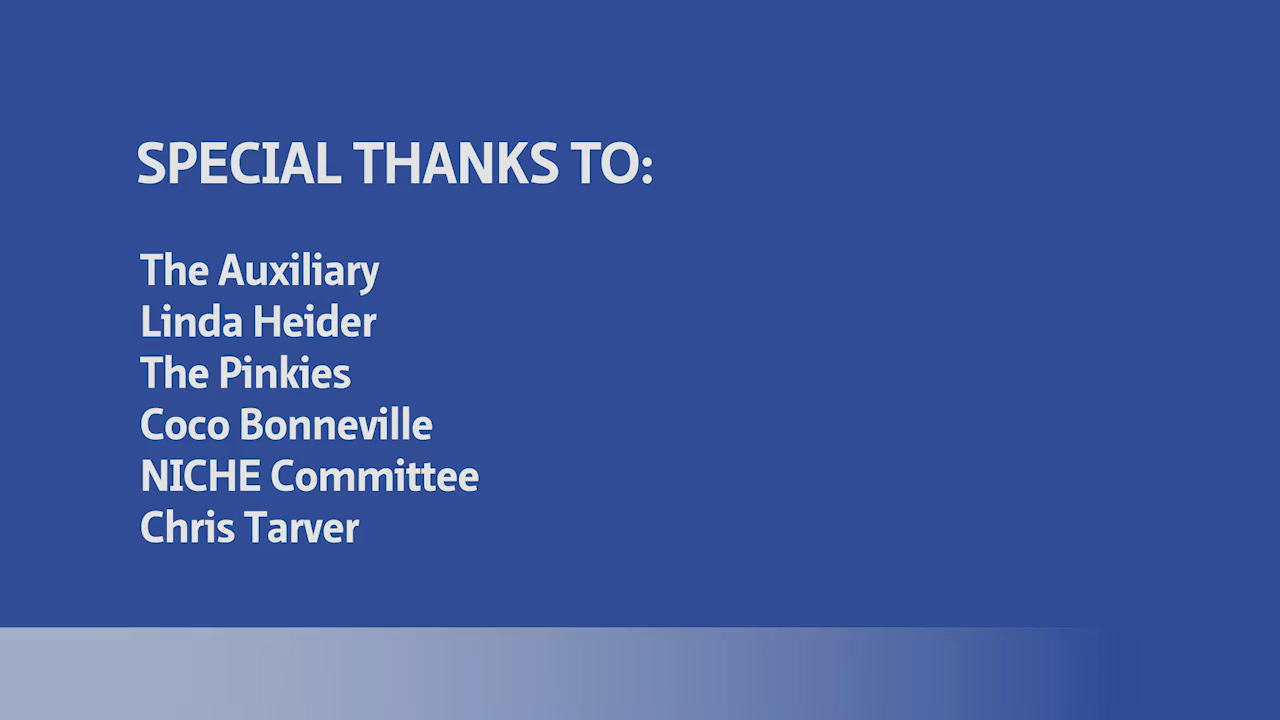 SPECIAL THANKS TO:
The Auxiliary
Linda Heider
The Pinkies
Coco Bonneville
NICHE Committee
Chris Tarver